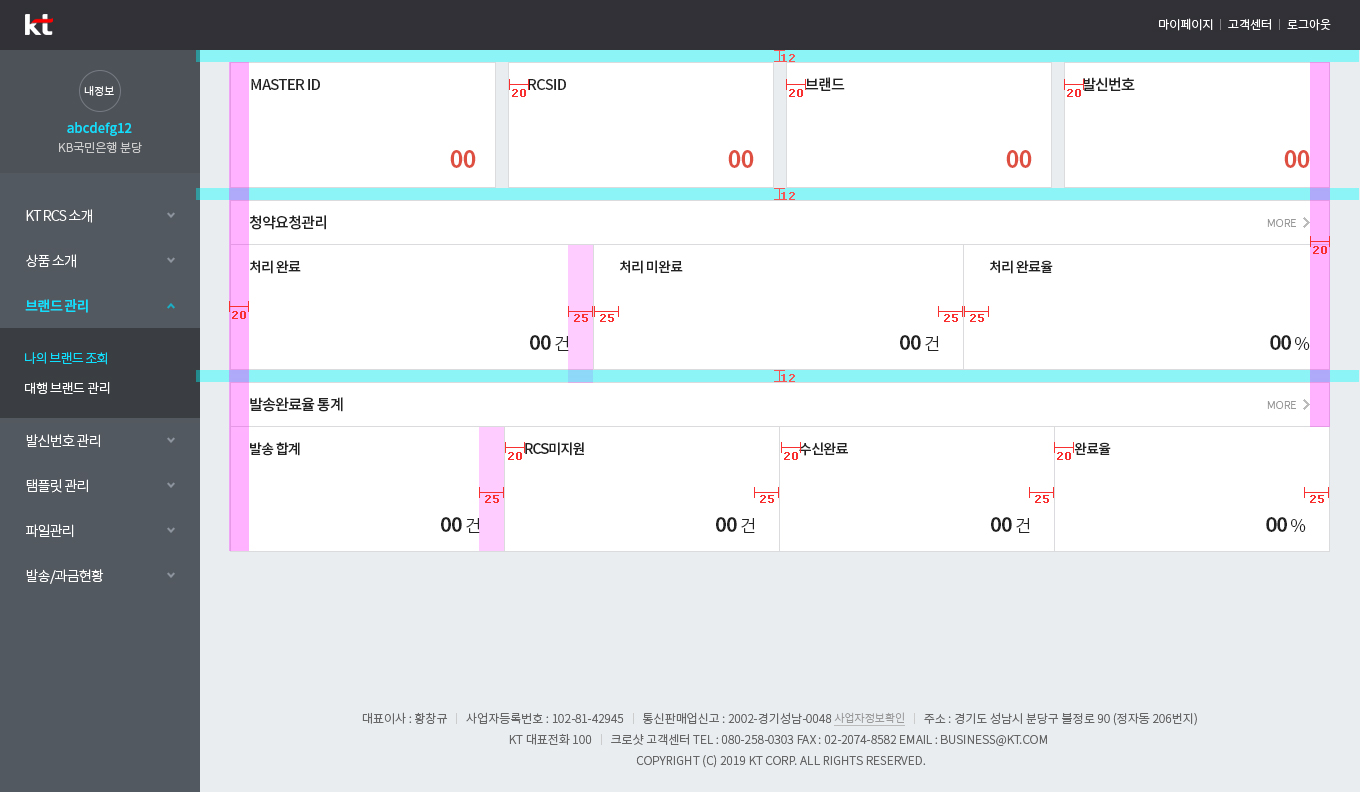 kt
마이페이지 | 고객센터 | 로그아웃
내정보
abcdefg12
KB국민은행 분당
KT RCS 소개
상품 소개
브랜드 관리
나의 브랜드 조회
대행 브랜드 관리
발신번호 관리
탬플릿 관리
파일관리
발송/과금현황
12
MASTER ID
20 RCSID
20 브랜드
20 발신번호
00
00
00
00
12
청약요청관리
MORE
20
처리 완료
처리 미완료
처리 완료율
20
25 25
25 25
00 건
00 건
00 %
12
발송완료율 통계
MORE
발송 합계
20 RCS미지원
20 수신완료
20 완료율
25
25
25
25
00 건
00 건
00 건
00 %
대표이사 : 황창규 | 사업자등록번호 : 102-81-42945 | 통신판매업신고 : 2002-경기성남-0048 사업자정보확인 | 주소 : 경기도 성남시 분당구 불정로 90 (정자동 206번지)
KT 대표전화 100 | 크로샷 고객센터 TEL : 080-258-0303 FAX : 02-2074-8582 EMAIL : BUSINESS@KT.COM
COPYRIGHT (C) 2019 KT CORP. ALL RIGHTS RESERVED.